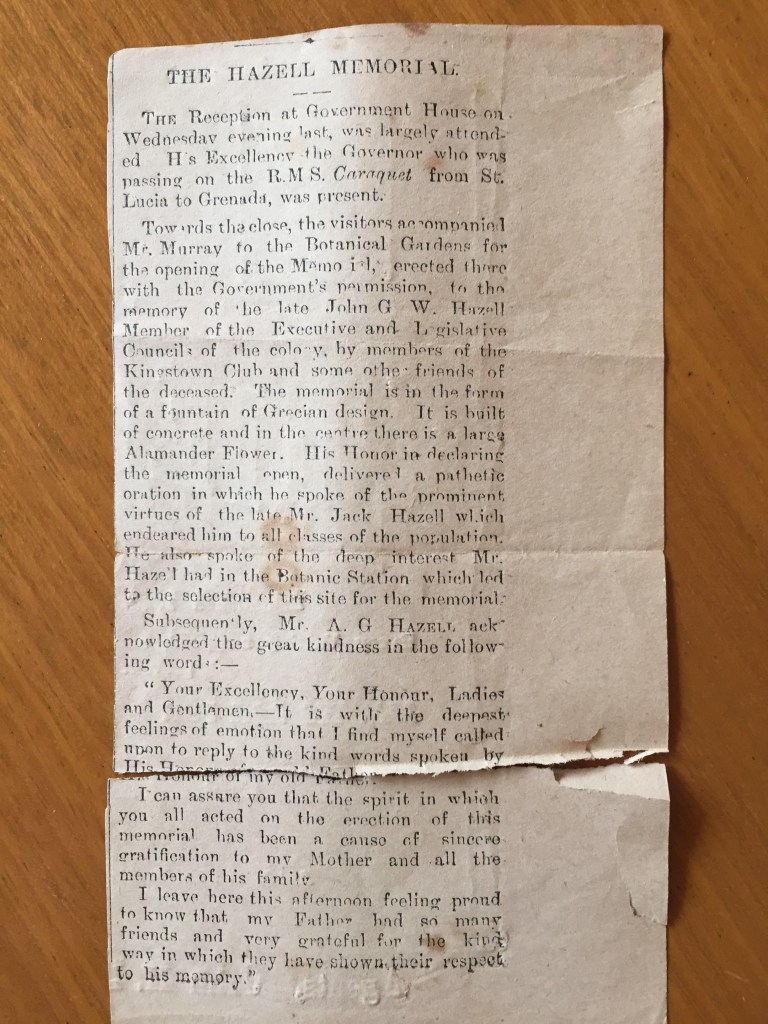 THE HAZELL MEMORIAL.
THE Reception at Government House on
Wednesday evening last, was largely attend-
ed H's Excellency the Governor who was
passing on the R.M S. Caraquet from St.
Lucia to Grenada, was present.
Towards the close, the visitors accompanied
Mr. Murray to the Botanical Gardens for
the opening of the Memo i l, erected there
with the Government's permission, to the
memory of the late John G W. Hazell
Member of the Executive and Legislative
Councils of the colony, by members of the
Kingstown Club and some other friends of
the deceased. The memorial is in the form
of a fountain of Grecian design. It is built
of concrete and in the centre there is a large
Alamander Flower. His Honor in declaring
the memorial open, delivered a pathetic
oration in which he spoke of the prominent
virtues of the late Mr. Jack Hazell which
endeared him to all classes of the population.
He also spoke of the deep interest Mr.
Hazell had in the Botanic Station which led
to the selection of this site for the memorial.
Subsequently, Mr. A. G HAZELL ack-
nowledged the great kindness in the follow-
ing words:—
"Your Excellency, Your Honour, Ladies
and Gentlemen,—It is with the deepest
feelings of emotion that I find myself called
upon to reply to the kind words spoken by
His Honour of my old Father.
I can assure you that the spirit in which
you all acted on the erection of this
memorial has been a cause of sincere
gratification to my Mother and all the
members of his family
I leave here this afternoon feeling proud
to know that my Father had so many
friends and very grateful for the kind
way in which they have shown their respect
to his memory."